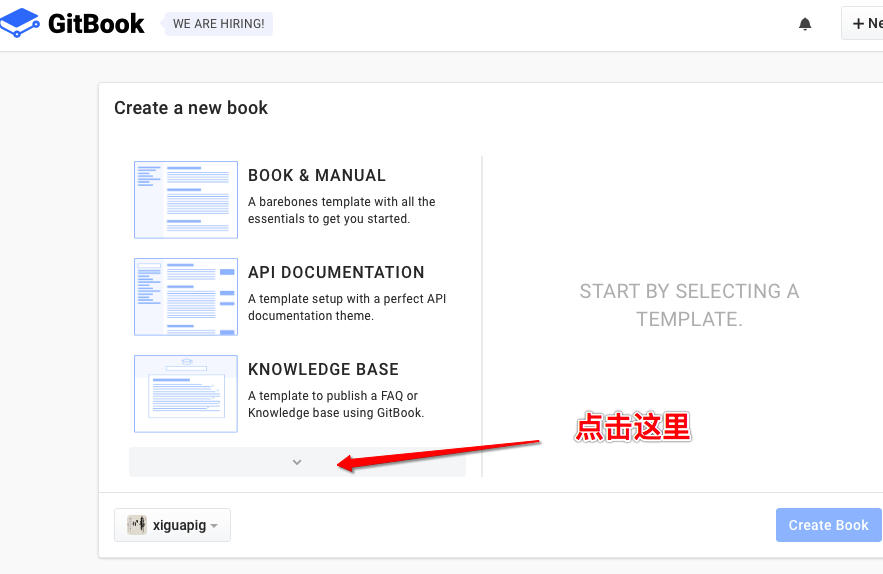 GitBook
WE ARE HIRING!
+ Ne
Create a new book
BOOK & MANUAL
A barebones template with all the
essentials to get you started.
API DOCUMENTATION
A template setup with a perfect API
documentation theme.
KNOWLEDGE BASE
A template to publish a FAQ or
Knowledge base using GitBook.
START BY SELECTING A
TEMPLATE.
点击这里
xiguapig
Create Book